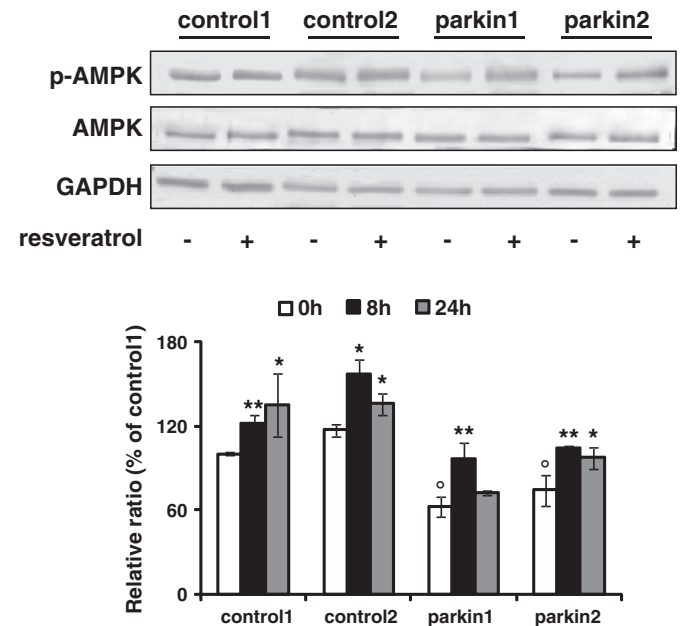 control1 control2 parkin1 parkin2
p-AMPK
AMPK
GAPDH
resveratrol - + - + - + - +
0h 8h 24h
Relative ratio (% of control1)
180
120
60
0
** * * * ° ** ° ** *
control1 control2 parkin1 parkin2